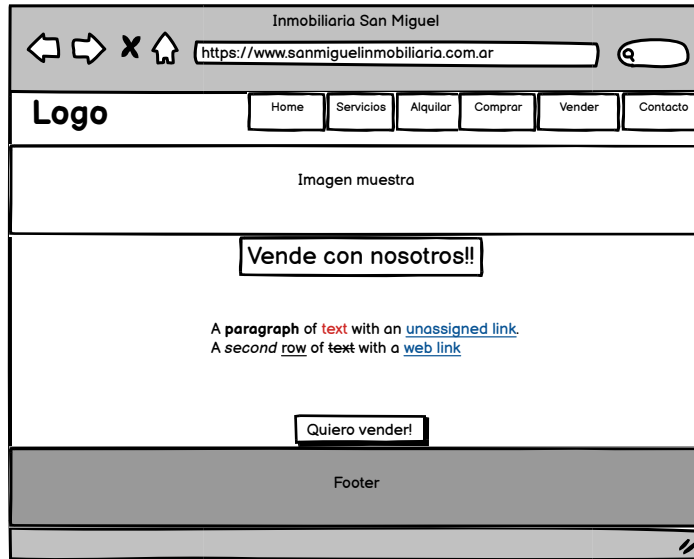 Inmobiliaria San Miguel
https://www.sanmiguelinmobiliaria.com.ar
Logo
Home Servicios Alquilar Comprar Vender Contacto
Imagen muestra
Vende con nosotros!!
A paragraph of text with an unassigned link.
A second row of text with a web link
Quiero vender!
Footer